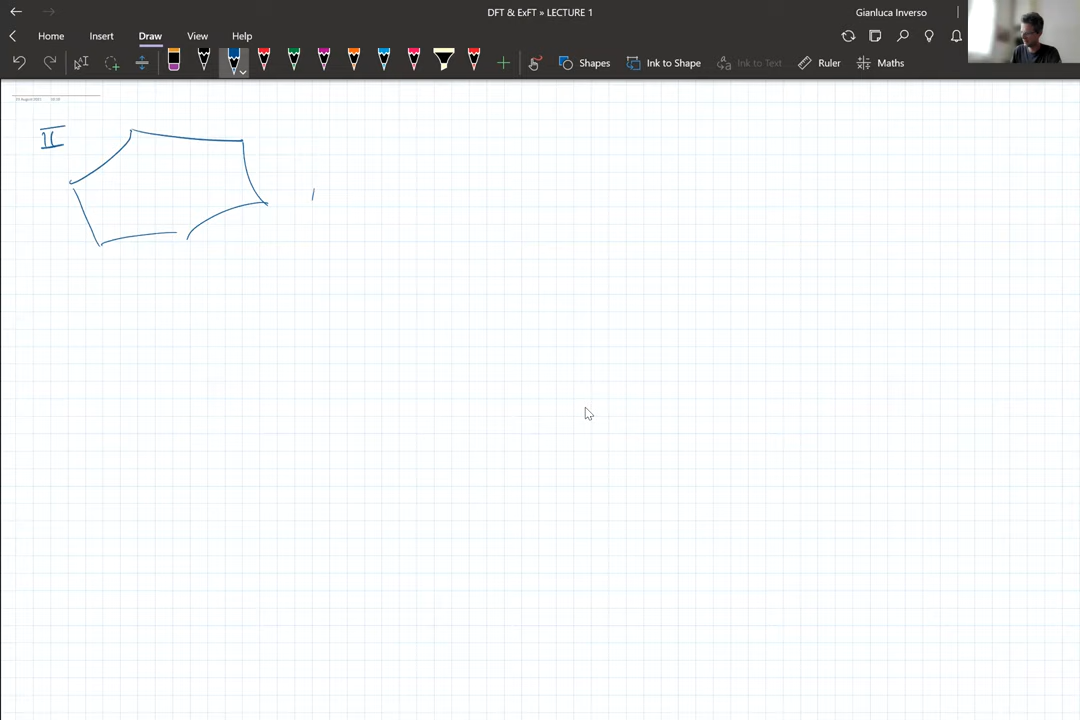 DFT & ExFT » LECTURE 1
Gianluca Inverso
Home Insert Draw View Help
Shapes Ink to Shape Ink to Text Ruler Maths
II